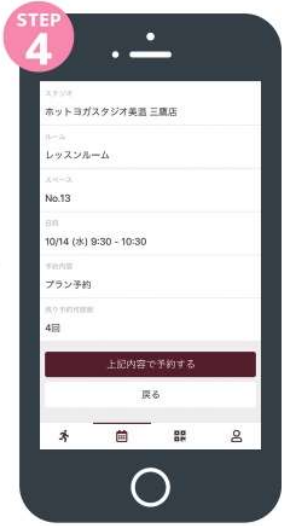 STEP
4
スタジオ
ホットヨガスタジオ美温 三鷹店
ルーム
レッスンルーム
スペース
No.13
日時
10/14 (水) 9:30 - 10:30
予約内容
プラン予約
残り予約可能数
4回
上記内容で予約する
戻る